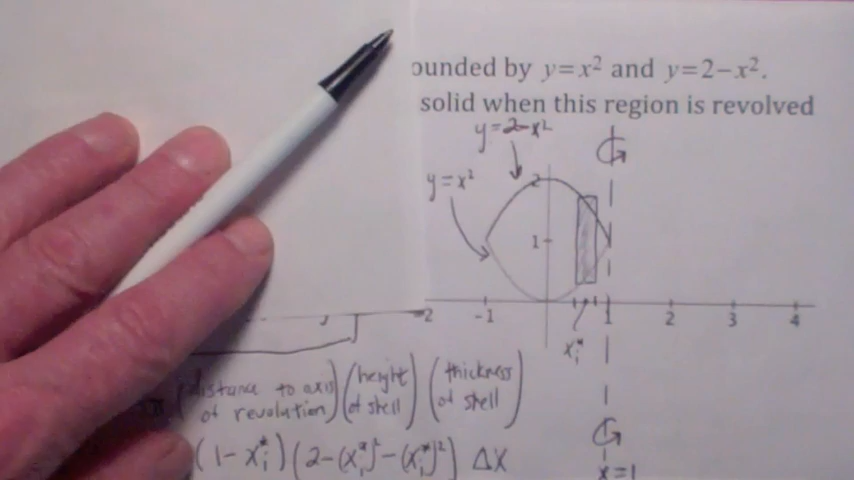 ounded by y=x² and y=2−x².
solid when this region is revolved
y=2-x²
y=x²
2
1
-2 -1 1 2 3 4
xᵢ*
(distance to axis of revolution) (height of shell) (thickness of shell)
(1-xᵢ*)(2-(xᵢ*)²-(xᵢ*)²) ΔX
x=1